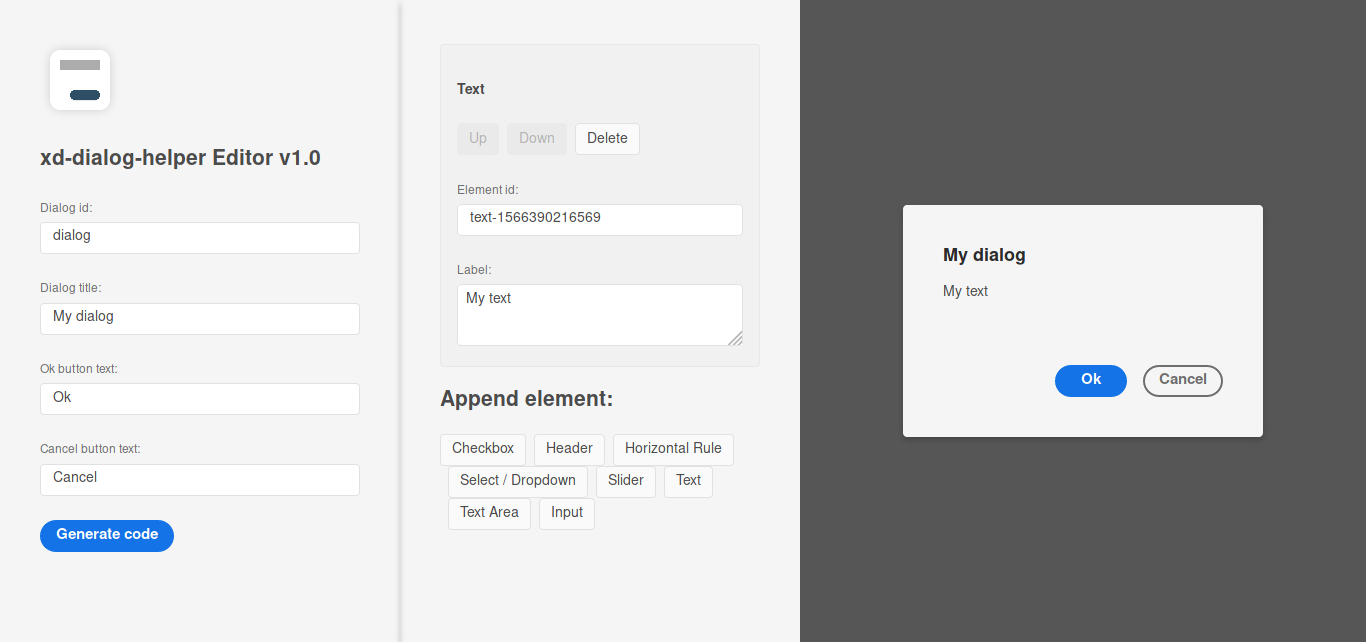 xd-dialog-helper Editor v1.0
Dialog id:
dialog
Dialog title:
My dialog
Ok button text:
Ok
Cancel button text:
Cancel
Generate code
Text
Up Down Delete
Element id:
text-1566390216569
Label:
My text
Append element:
Checkbox Header Horizontal Rule
Select / Dropdown Slider Text
Text Area Input
My dialog
My text
Ok Cancel